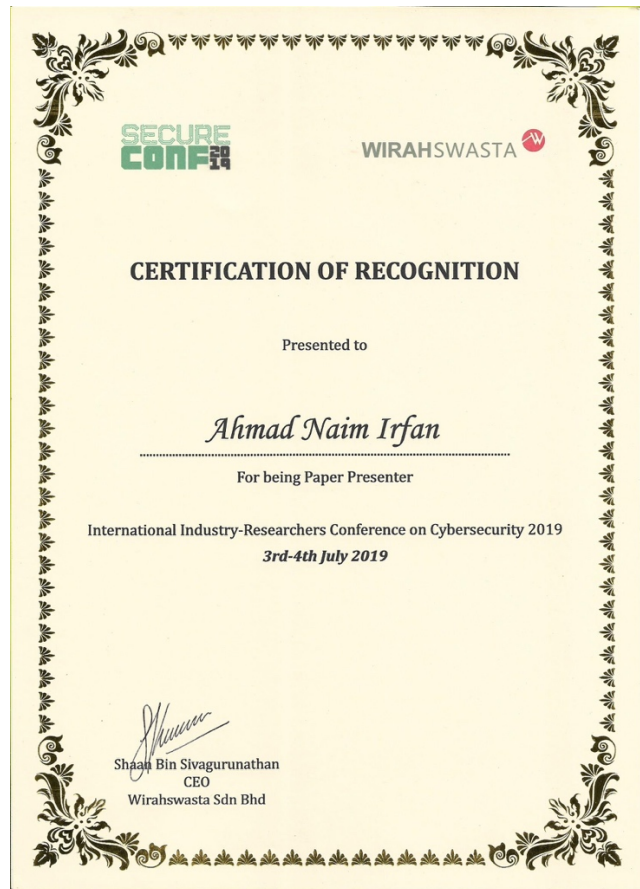 SECURE
CONF2019
WIRAHSWASTA
CERTIFICATION OF RECOGNITION
Presented to
Ahmad Naim Irfan
For being Paper Presenter
International Industry-Researchers Conference on Cybersecurity 2019
3rd-4th July 2019
Shaan Bin Sivagurunathan
CEO
Wirahswasta Sdn Bhd